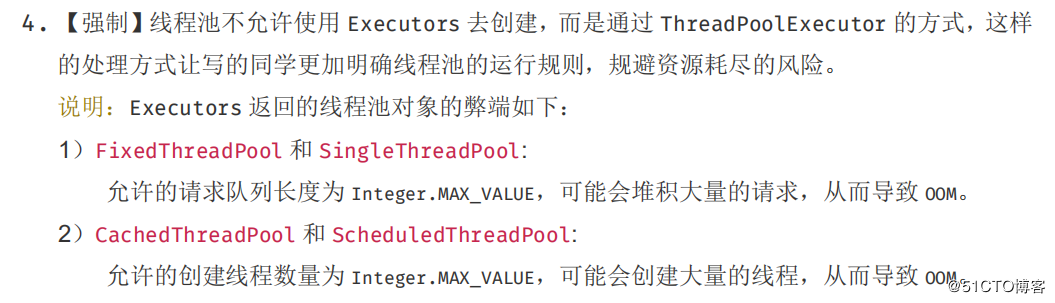 4.【强制】线程池不允许使用 Executors 去创建，而是通过 ThreadPoolExecutor 的方式，这样
的处理方式让写的同学更加明确线程池的运行规则，规避资源耗尽的风险。
说明：Executors 返回的线程池对象的弊端如下：
1）FixedThreadPool 和 SingleThreadPool:
允许的请求队列长度为 Integer.MAX_VALUE，可能会堆积大量的请求，从而导致 OOM。
2）CachedThreadPool 和 ScheduledThreadPool:
允许的创建线程数量为 Integer.MAX_VALUE，可能会创建大量的线程，从而导致 OOM。
@51CTO博客